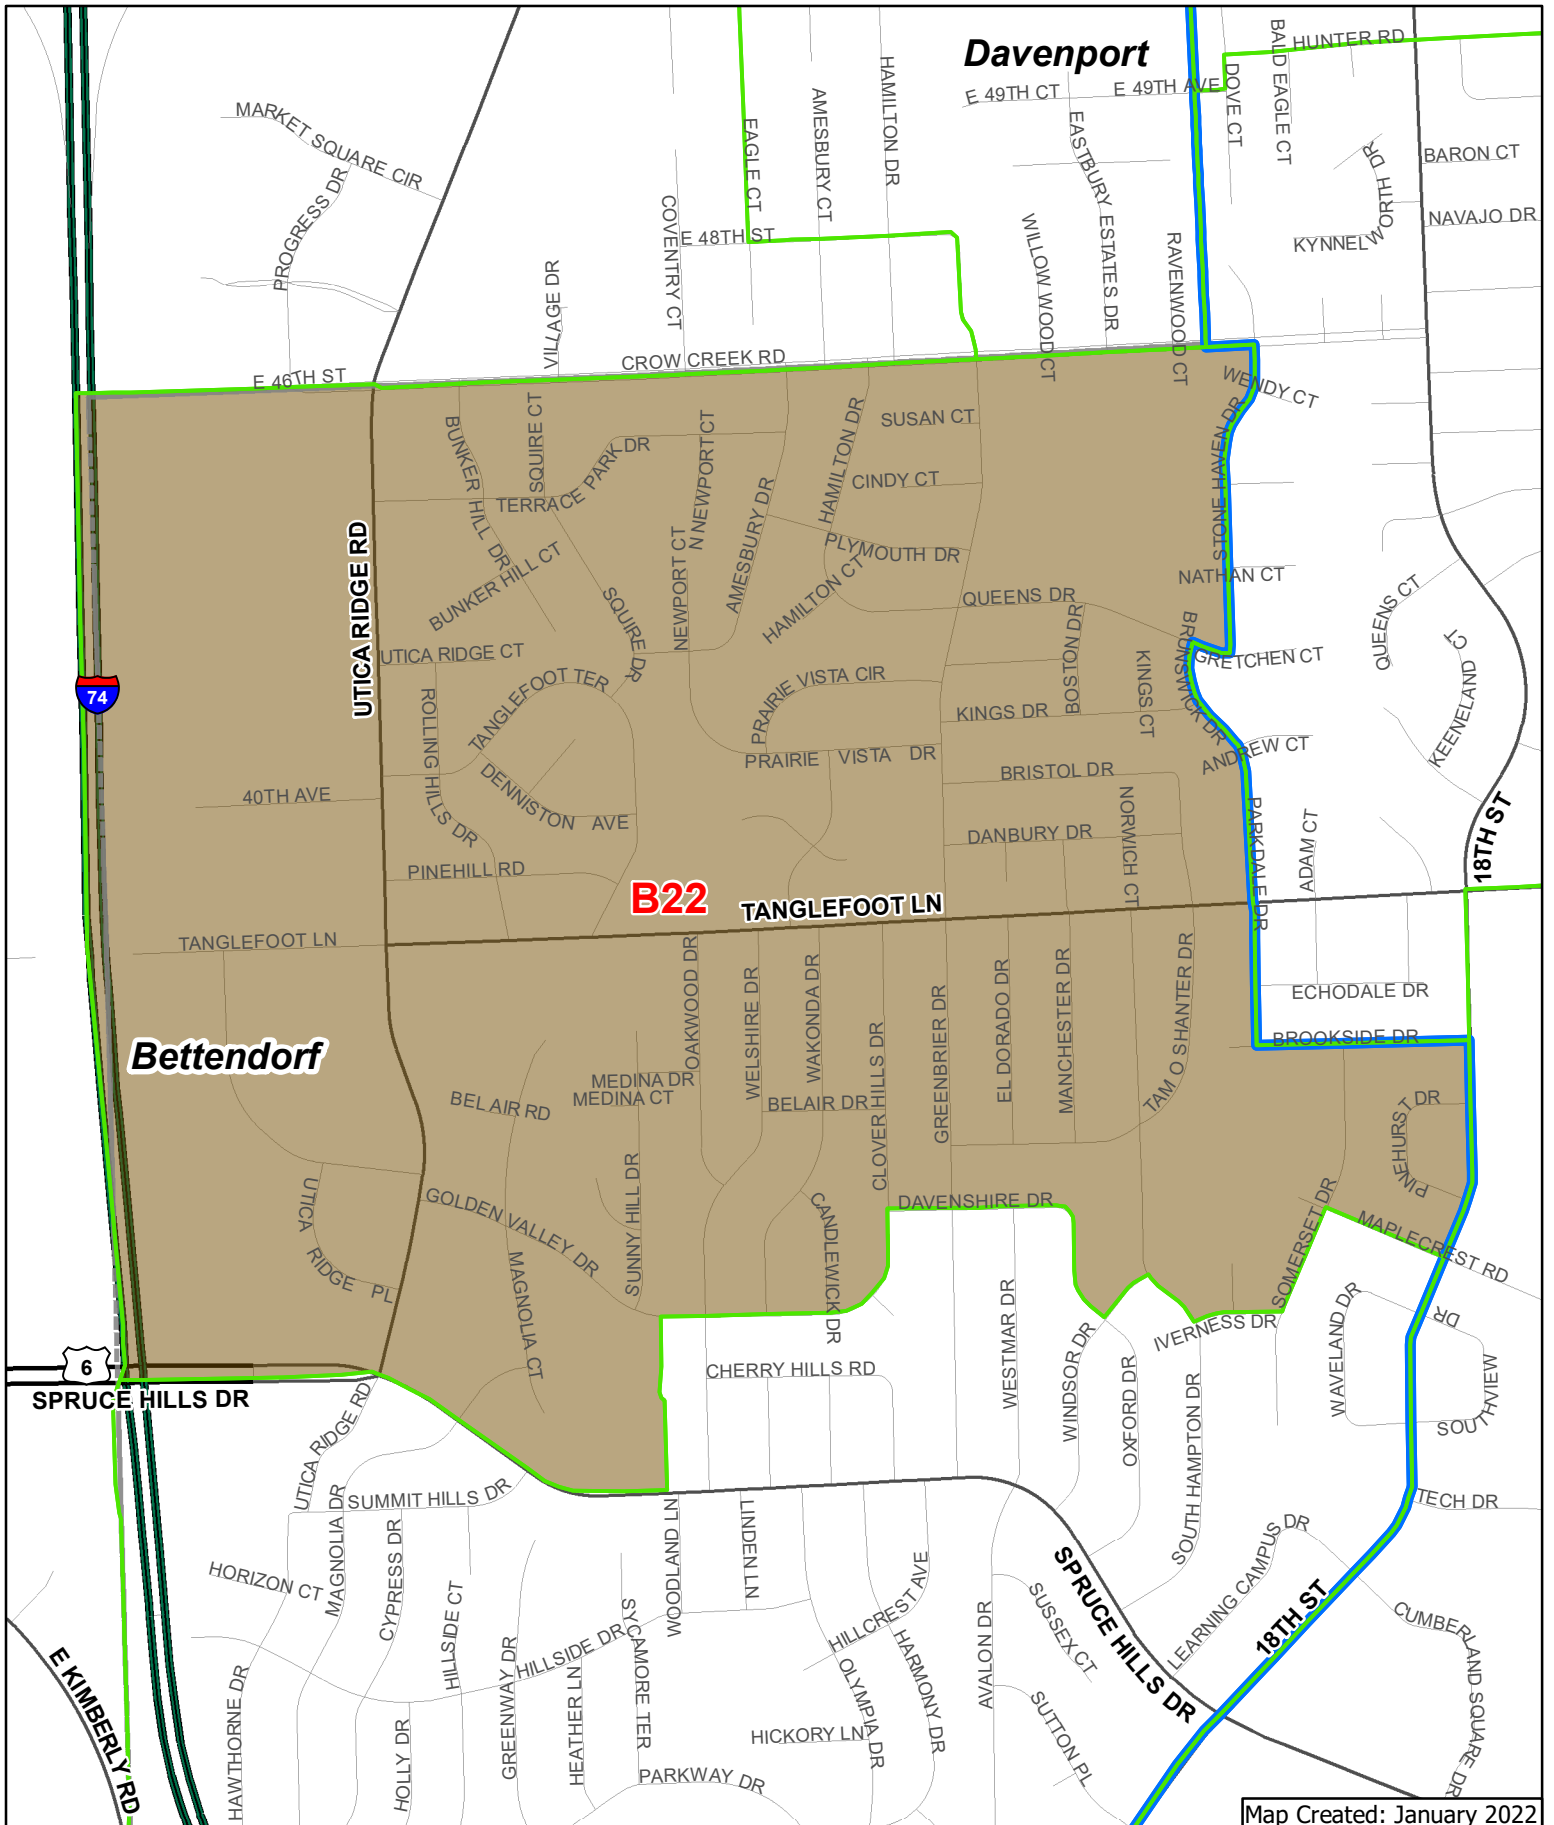 Davenport
HUNTER RD
BALD EAGLE CT
DOVE CT
E 49TH CT
E 49TH AVE
HAMILTON DR
AMESBURY CT
EAGLE CT
EASTBURY ESTATES DR
MARKET SQUARE CIR
PROGRESS DR
COVENTRY CT
E 48TH ST
VILLAGE DR
WILLOW WOOD CT
RAVENWOOD CT
WORTH DR
BARON CT
NAVAJO DR
KYNNEL
CROW CREEK RD
E 46TH ST
WENDY CT
STONE HAVEN DR
BUNKER HILL DR
SQUIRE CT
TERRACE PARK DR
N NEWPORT CT
HAMILTON DR
SUSAN CT
CINDY CT
AMESBURY DR
PLYMOUTH DR
HAMILTON CT
BUNKER HILL CT
UTICA RIDGE RD
NEWPORT CT
SQUIRE DR
QUEENS DR
NATHAN CT
QUEENS CT
KEENELAND CT
BRUNSWICK DR
GRETCHEN CT
BOSTON DR
KINGS CT
UTICA RIDGE CT
TANGLEFOOT TER
ROLLING HILLS DR
PRAIRIE VISTA CIR
KINGS DR
ANDREW CT
74
PRAIRIE VISTA DR
BRISTOL DR
DENNISTON AVE
40TH AVE
NORWICH CT
PARKDALE DR
ADAM CT
18TH ST
DANBURY DR
PINEHILL RD
B22
TANGLEFOOT LN
TANGLEFOOT LN
OAKWOOD DR
WELSHIRE DR
WAKONDA DR
CLOVER HILLS DR
GREENBRIER DR
EL DORADO DR
MANCHESTER DR
TAM O SHANTER DR
ECHODALE DR
BROOKSIDE DR
Bettendorf
MEDINA DR
MEDINA CT
BELAIR RD
BELAIR DR
PINEHURST DR
PINE
UTICA RIDGE PL
GOLDEN VALLEY DR
SUNNY HILL DR
MAGNOLIA CT
CANDLEWICK DR
DAVENSHIRE DR
SOMERSET DR
MAPLECREST RD
WESTMAR DR
WINDSOR DR
IVERNESS DR
WAVELAND DR
DR
SOUTHVIEW
6
SPRUCE HILLS DR
CHERRY HILLS RD
OXFORD DR
SOUTH HAMPTON DR
UTICA RIDGE RD
SUMMIT HILLS DR
MAGNOLIA DR
CYPRESS DR
HORIZON CT
HILLSIDE CT
WOODLAND LN
LINDEN LN
TECH DR
LEARNING CAMPUS DR
SPRUCE HILLS DR
18TH ST
CUMBERLAND SQUARE DR
HILLCREST AVE
SUSSEX CT
AVALON DR
HARMONY DR
OLYMPIA DR
SYCAMORE TER
HILLSIDE DR
HEATHER LN
GREENWAY DR
HAWTHORNE DR
HOLLY DR
E KIMBERLY RD
HICKORY LN
PARKWAY DR
SUTTON PL
Map Created: January 2022